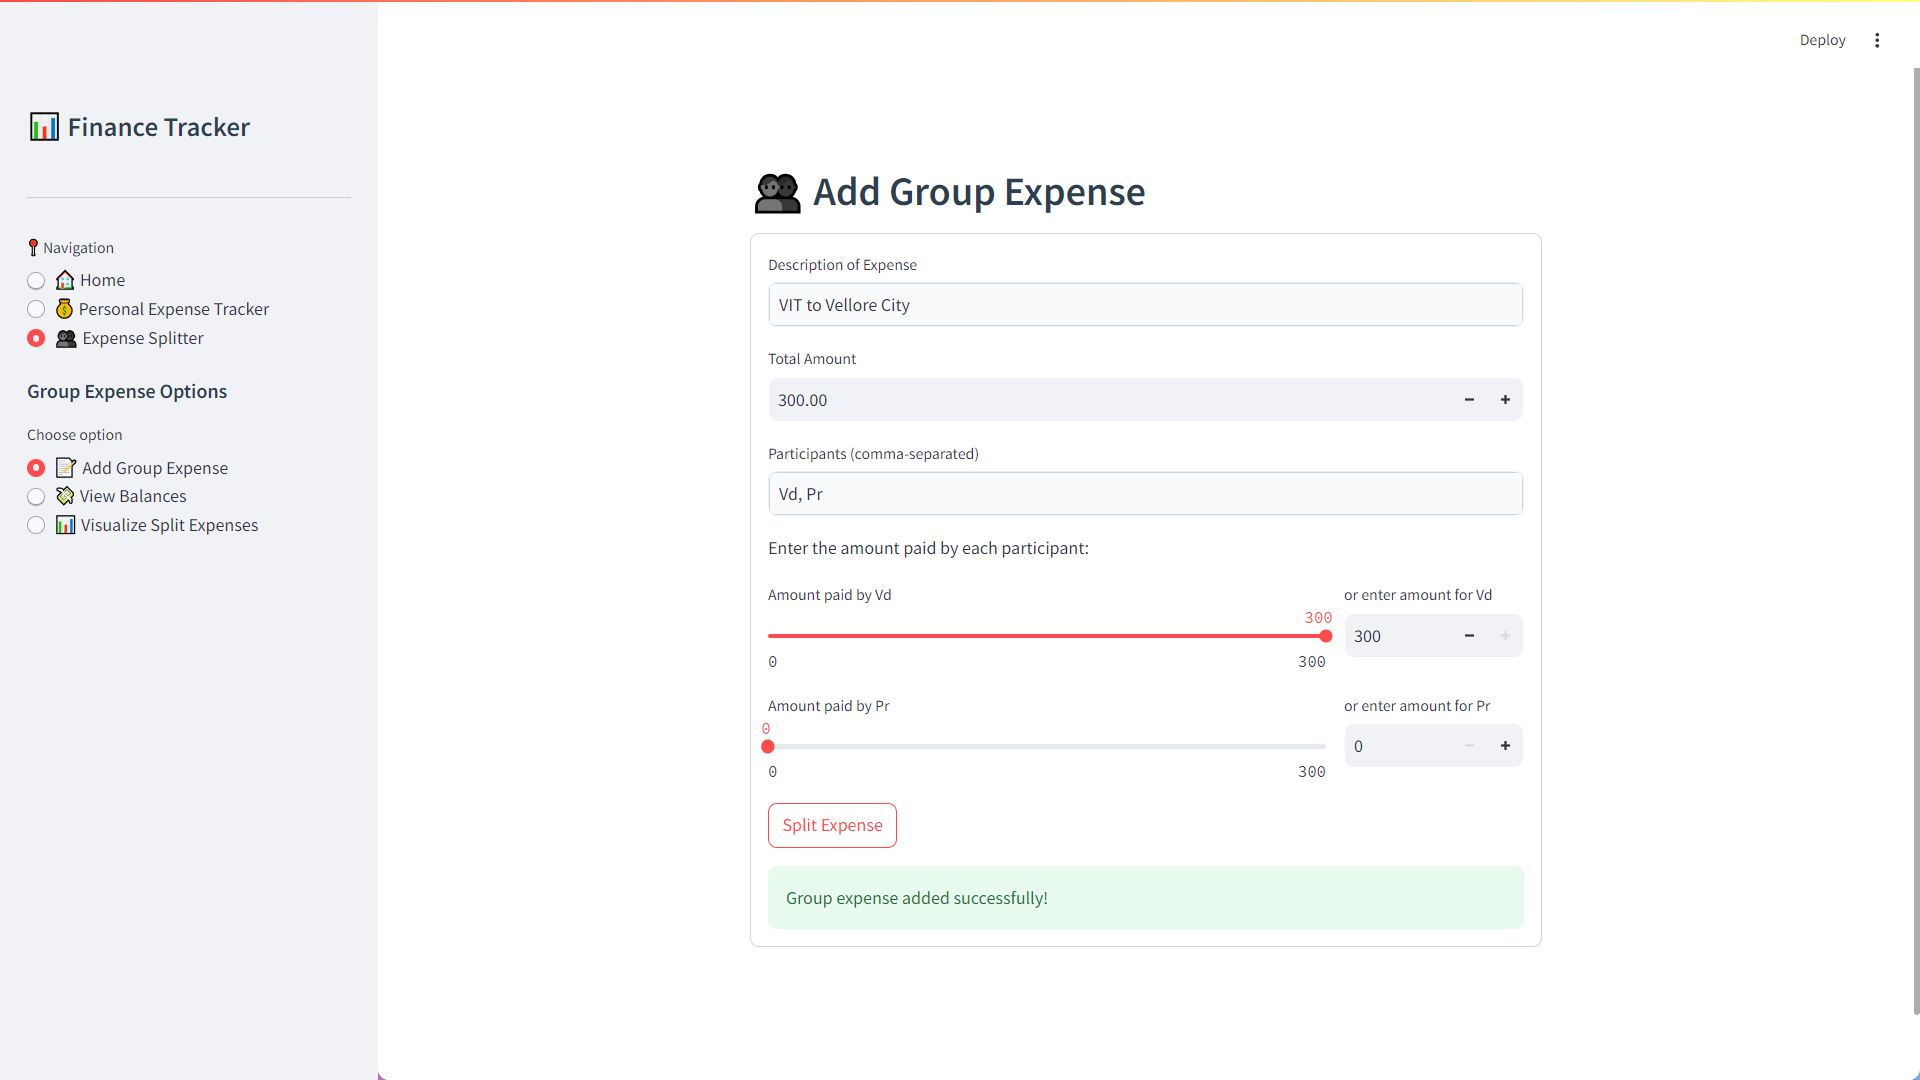 Deploy
Finance Tracker
Navigation
Home
Personal Expense Tracker
Expense Splitter
Group Expense Options
Choose option
Add Group Expense
View Balances
Visualize Split Expenses
Add Group Expense
Description of Expense
VIT to Vellore City
Total Amount
300.00
Participants (comma-separated)
Vd, Pr
Enter the amount paid by each participant:
Amount paid by Vd
300
0 300
or enter amount for Vd
300
Amount paid by Pr
0
0 300
or enter amount for Pr
0
Split Expense
Group expense added successfully!